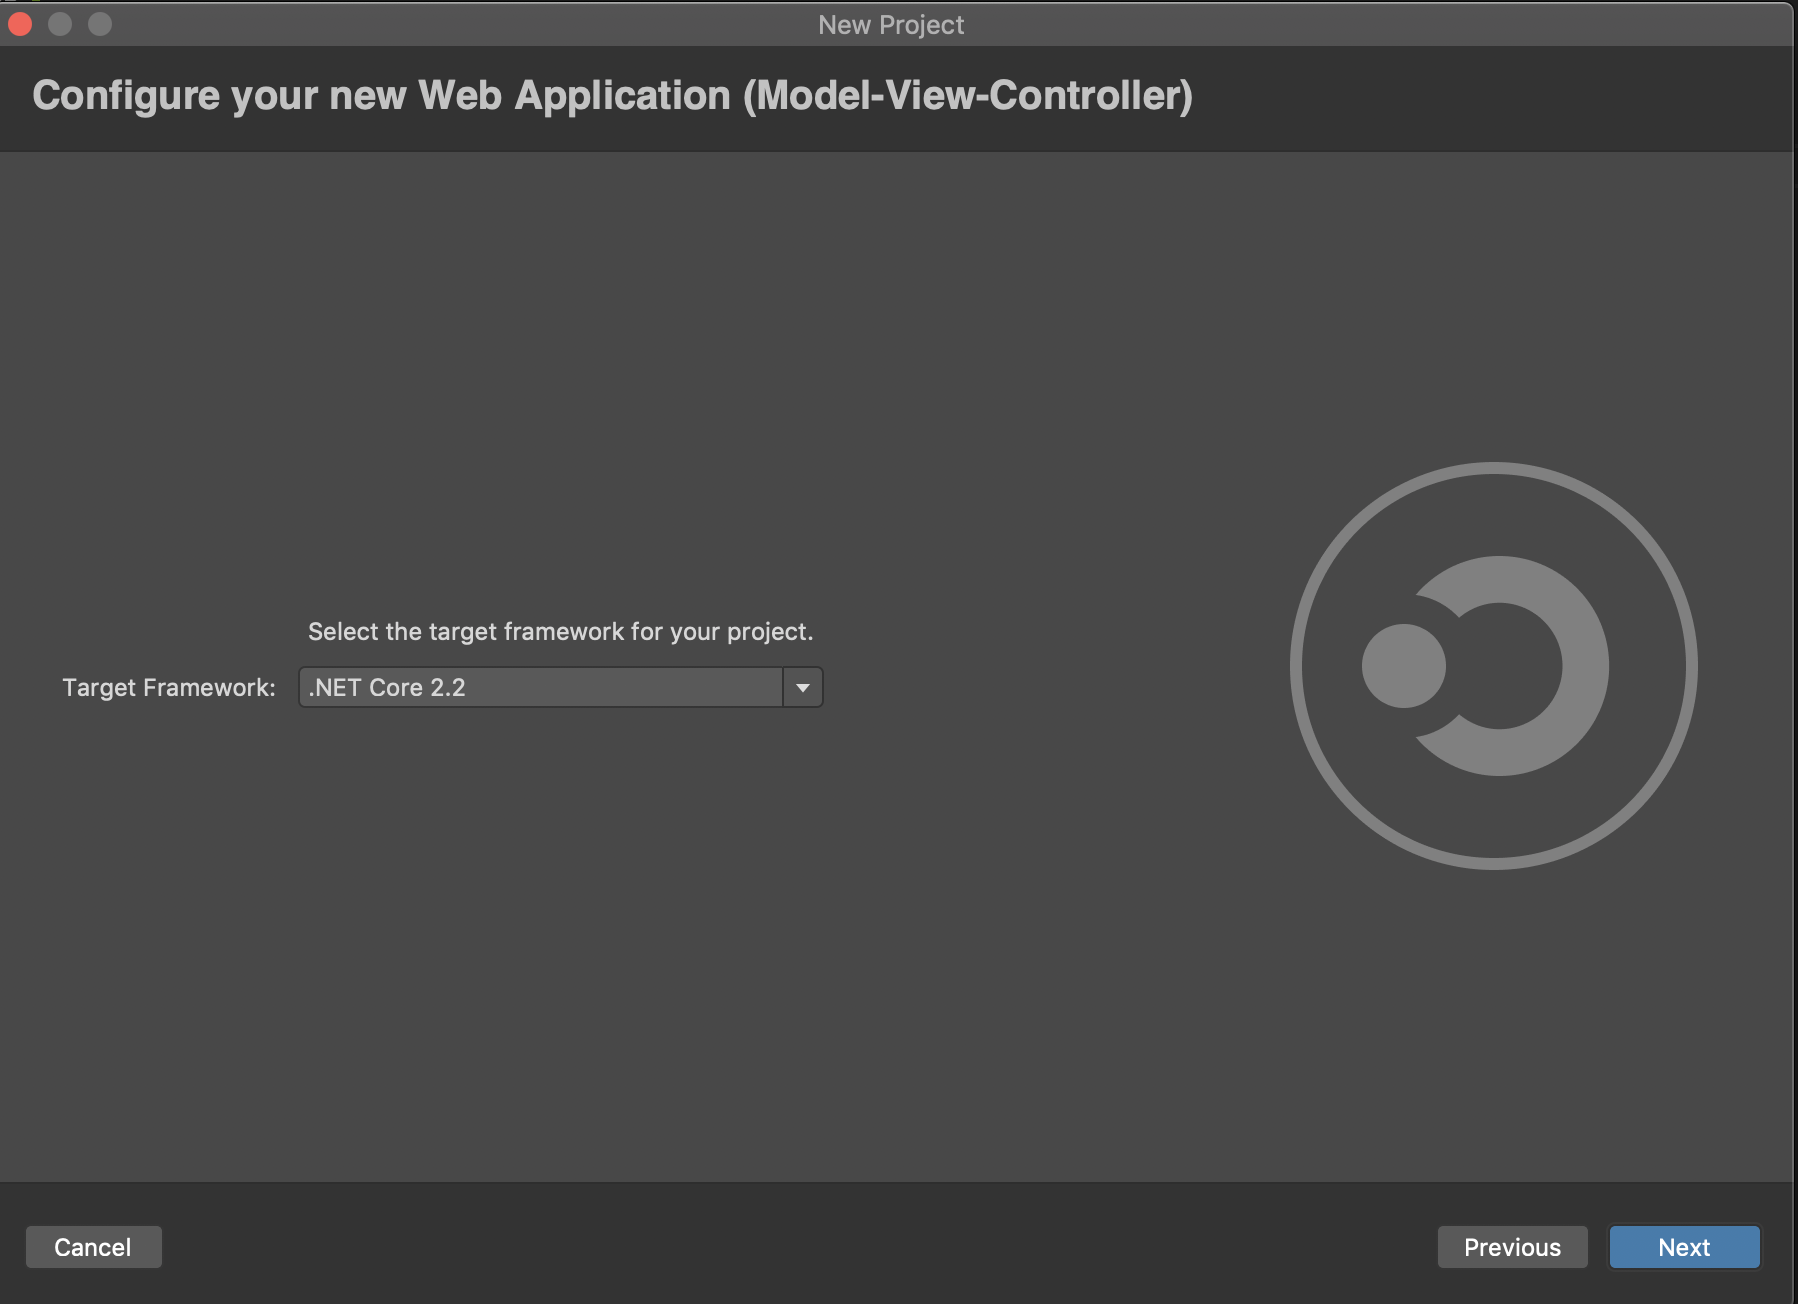 New Project
Configure your new Web Application (Model-View-Controller)
Select the target framework for your project.
Target Framework: .NET Core 2.2
Cancel Previous Next